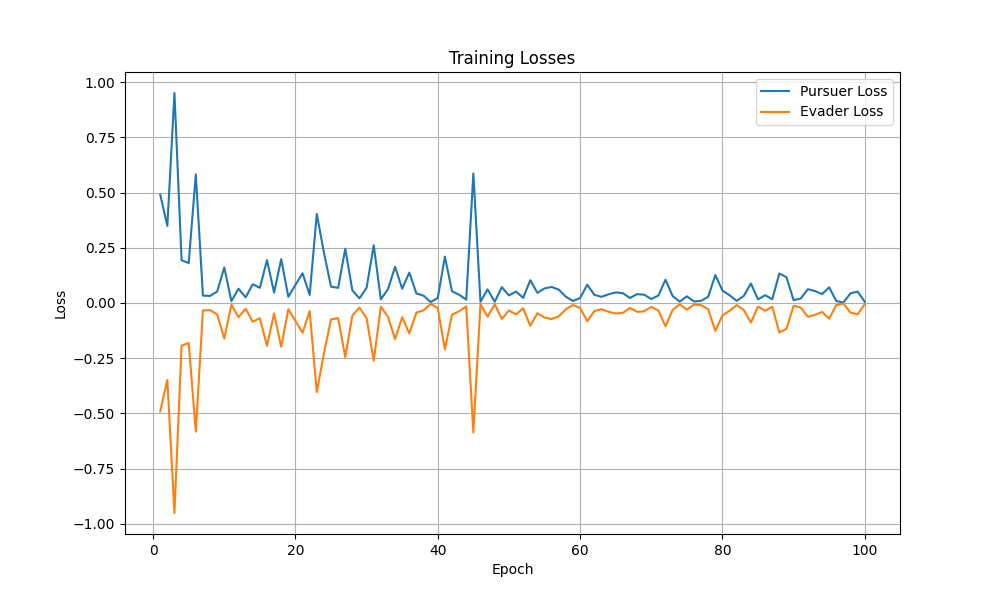 Training Losses
Pursuer Loss
Evader Loss
1.00
0.75
0.50
0.25
0.00
−0.25
−0.50
−0.75
−1.00
Loss
0 20 40 60 80 100
Epoch